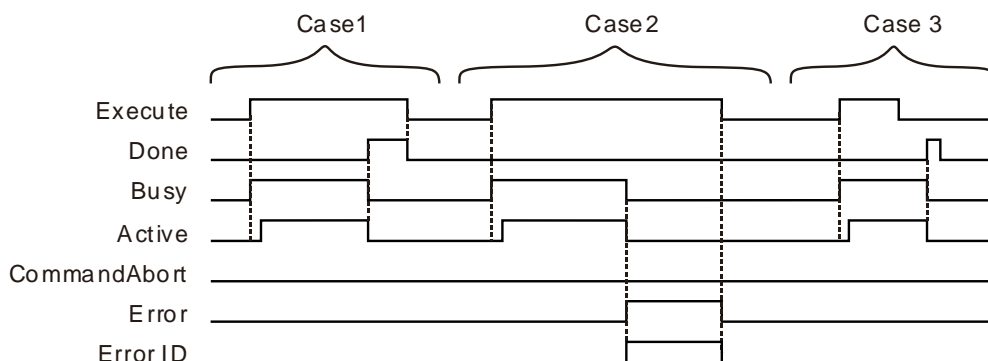 Case1 Case2 Case 3
Execute
Done
Busy
Active
CommandAbort
Error
Error ID